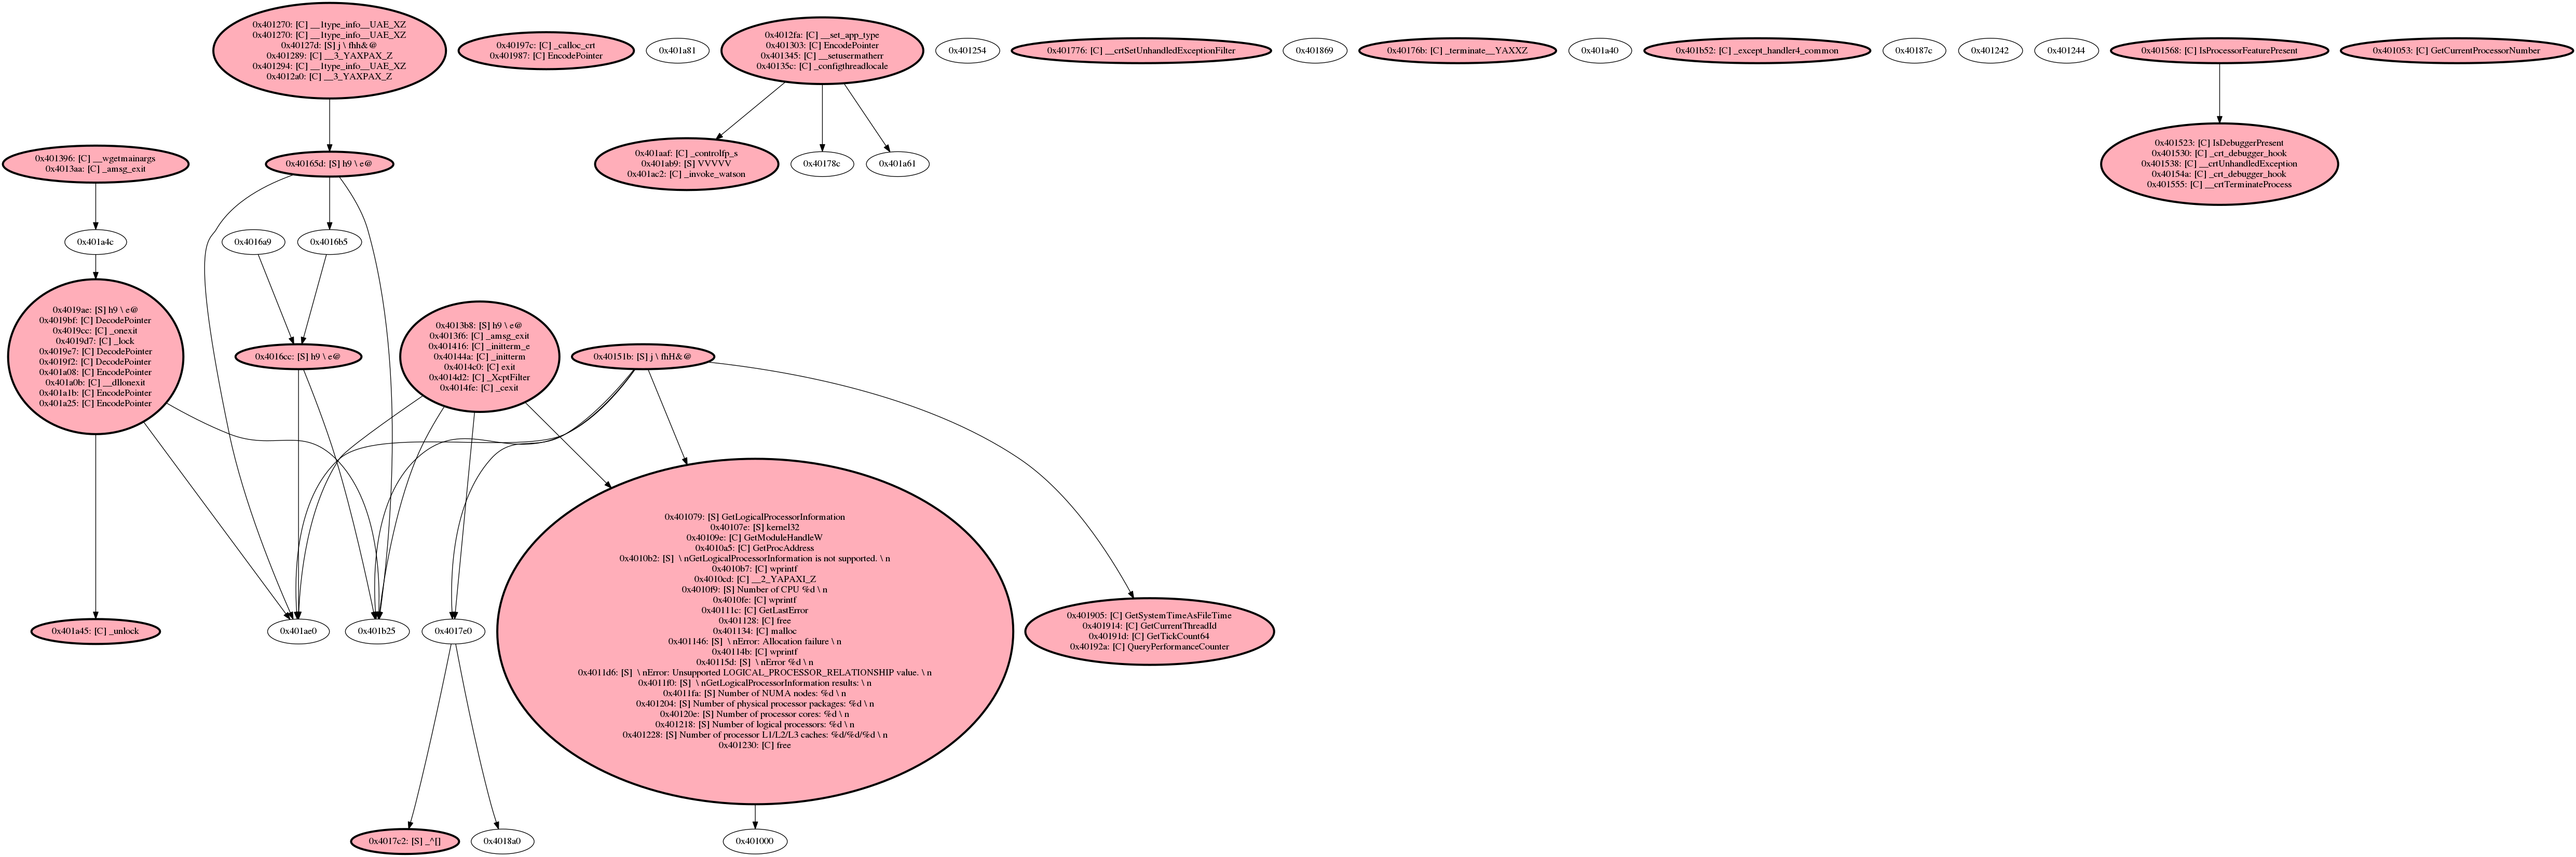 0x401270: [C] __1type_info__UAE_XZ
0x401270: [C] __1type_info__UAE_XZ
0x40127d: [S] j \ fhh&@
0x401289: [C] __3_YAXPAX_Z
0x401294: [C] __1type_info__UAE_XZ
0x4012a0: [C] __3_YAXPAX_Z
0x40197c: [C] _calloc_crt
0x401987: [C] EncodePointer
0x401a81
0x4012fa: [C] __set_app_type
0x401303: [C] EncodePointer
0x401345: [C] __setusermatherr
0x40135c: [C] _configthreadlocale
0x401254
0x401776: [C] __crtSetUnhandledExceptionFilter
0x401869
0x40176b: [C] _terminate__YAXXZ
0x401a40
0x401b52: [C] _except_handler4_common
0x40187c
0x401242
0x401244
0x401568: [C] IsProcessorFeaturePresent
0x401053: [C] GetCurrentProcessorNumber
0x401396: [C] __wgetmainargs
0x4013aa: [C] _amsg_exit
0x40165d: [S] h9 \ e@
0x401aaf: [C] _controlfp_s
0x401ab9: [S] VVVVV
0x401ac2: [C] _invoke_watson
0x40178c
0x401a61
0x401523: [C] IsDebuggerPresent
0x401530: [C] _crt_debugger_hook
0x401538: [C] __crtUnhandledException
0x40154a: [C] _crt_debugger_hook
0x401555: [C] __crtTerminateProcess
0x401a4c
0x4016a9
0x4016b5
0x4019ae: [S] h9 \ e@
0x4019bf: [C] DecodePointer
0x4019cc: [C] _onexit
0x4019d7: [C] _lock
0x4019e7: [C] DecodePointer
0x4019f2: [C] DecodePointer
0x401a08: [C] EncodePointer
0x401a0b: [C] __dllonexit
0x401a1b: [C] EncodePointer
0x401a25: [C] EncodePointer
0x4016cc: [S] h9 \ e@
0x4013b8: [S] h9 \ e@
0x4013f6: [C] _amsg_exit
0x401416: [C] _initterm_e
0x40144a: [C] _initterm
0x4014c0: [C] exit
0x4014d2: [C] _XcptFilter
0x4014fe: [C] _cexit
0x40151b: [S] j \ fhH&@
0x401079: [S] GetLogicalProcessorInformation
0x40107e: [S] kernel32
0x40109e: [C] GetModuleHandleW
0x4010a5: [C] GetProcAddress
0x4010b2: [S]  \ nGetLogicalProcessorInformation is not supported. \ n
0x4010b7: [C] wprintf
0x4010cd: [C] __2_YAPAXI_Z
0x4010f9: [S] Number of CPU %d \ n
0x4010fe: [C] wprintf
0x40111c: [C] GetLastError
0x401128: [C] free
0x401134: [C] malloc
0x401146: [S]  \ nError: Allocation failure \ n
0x40114b: [C] wprintf
0x40115d: [S]  \ nError %d \ n
0x4011d6: [S]  \ nError: Unsupported LOGICAL_PROCESSOR_RELATIONSHIP value. \ n
0x4011f0: [S]  \ nGetLogicalProcessorInformation results: \ n
0x4011fa: [S] Number of NUMA nodes: %d \ n
0x401204: [S] Number of physical processor packages: %d \ n
0x40120e: [S] Number of processor cores: %d \ n
0x401218: [S] Number of logical processors: %d \ n
0x401228: [S] Number of processor L1/L2/L3 caches: %d/%d/%d \ n
0x401230: [C] free
0x401a45: [C] _unlock
0x401ae0
0x401b25
0x4017e0
0x401905: [C] GetSystemTimeAsFileTime
0x401914: [C] GetCurrentThreadId
0x40191d: [C] GetTickCount64
0x40192a: [C] QueryPerformanceCounter
0x4017c2: [S] _^[]
0x4018a0
0x401000